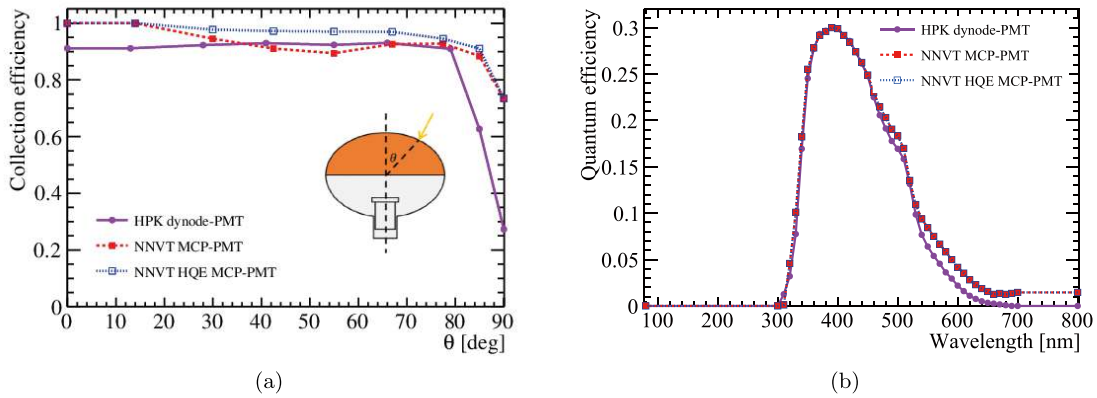 Collection efficiency
1
0.8
0.6
0.4
0.2
0
0 10 20 30 40 50 60 70 80 90
θ [deg]
θ
HPK dynode-PMT
NNVT MCP-PMT
NNVT HQE MCP-PMT
(a)
Quantum efficiency
0.3
0.25
0.2
0.15
0.1
0.05
0
100 200 300 400 500 600 700 800
Wavelength [nm]
HPK dynode-PMT
NNVT MCP-PMT
NNVT HQE MCP-PMT
(b)